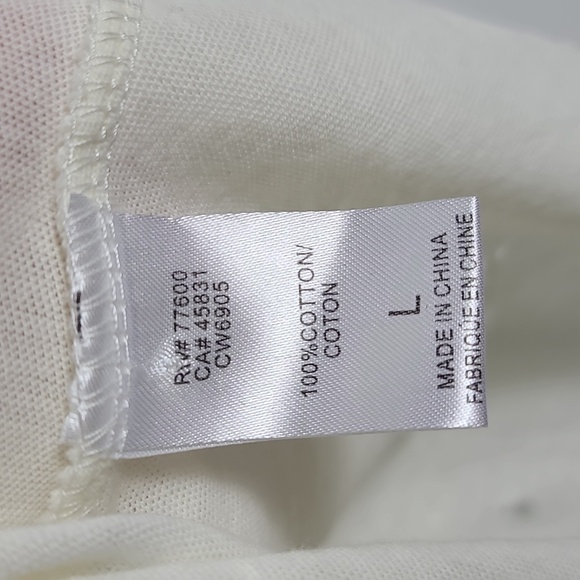 RN# 77600
CA# 45831
CW6905
100%COTTON/
COTON
L
MADE IN CHINA
FABRIQUE EN CHINE